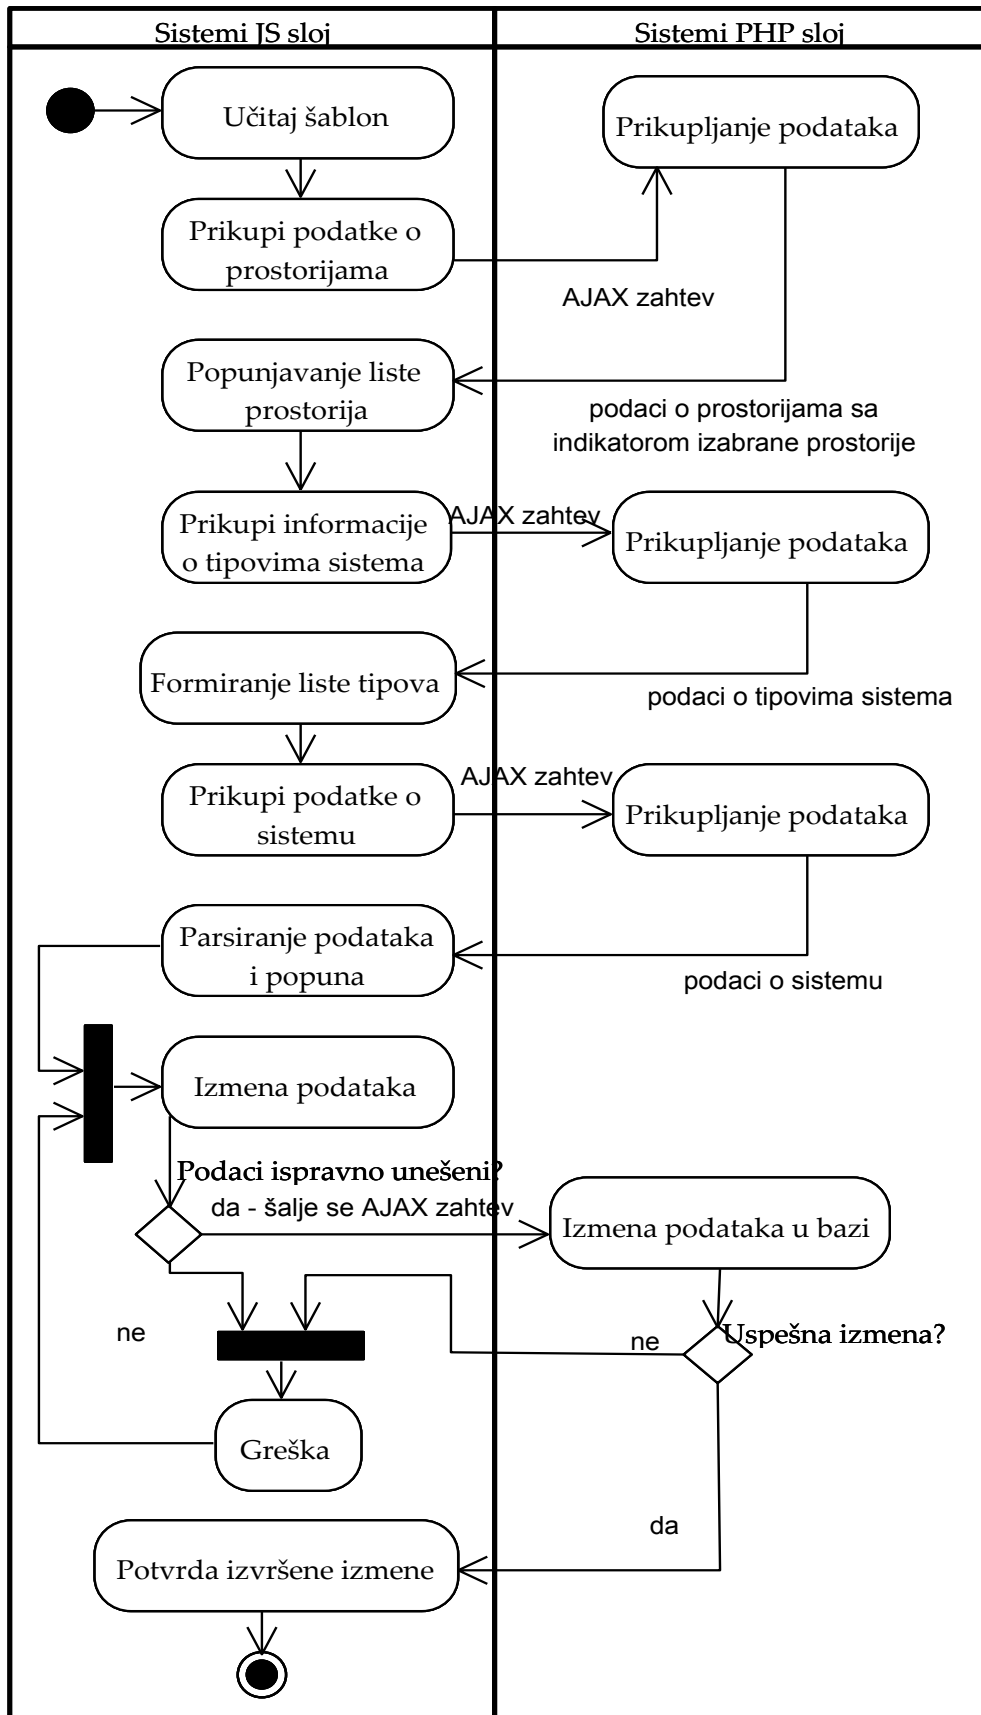 Sistemi JS sloj
Sistemi PHP sloj
Učitaj šablon
Prikupljanje podataka
Prikupi podatke o
prostorijama
AJAX zahtev
Popunjavanje liste
prostorija
podaci o prostorijama sa
indikatorom izabrane prostorije
Prikupi informacije
o tipovima sistema
AJAX zahtev
Prikupljanje podataka
Formiranje liste tipova
podaci o tipovima sistema
Prikupi podatke o
sistemu
AJAX zahtev
Prikupljanje podataka
Parsiranje podataka
i popuna
podaci o sistemu
Izmena podataka
Podaci ispravno unešeni?
da - šalje se AJAX zahtev
Izmena podataka u bazi
ne
ne
Uspešna izmena?
Greška
da
Potvrda izvršene izmene